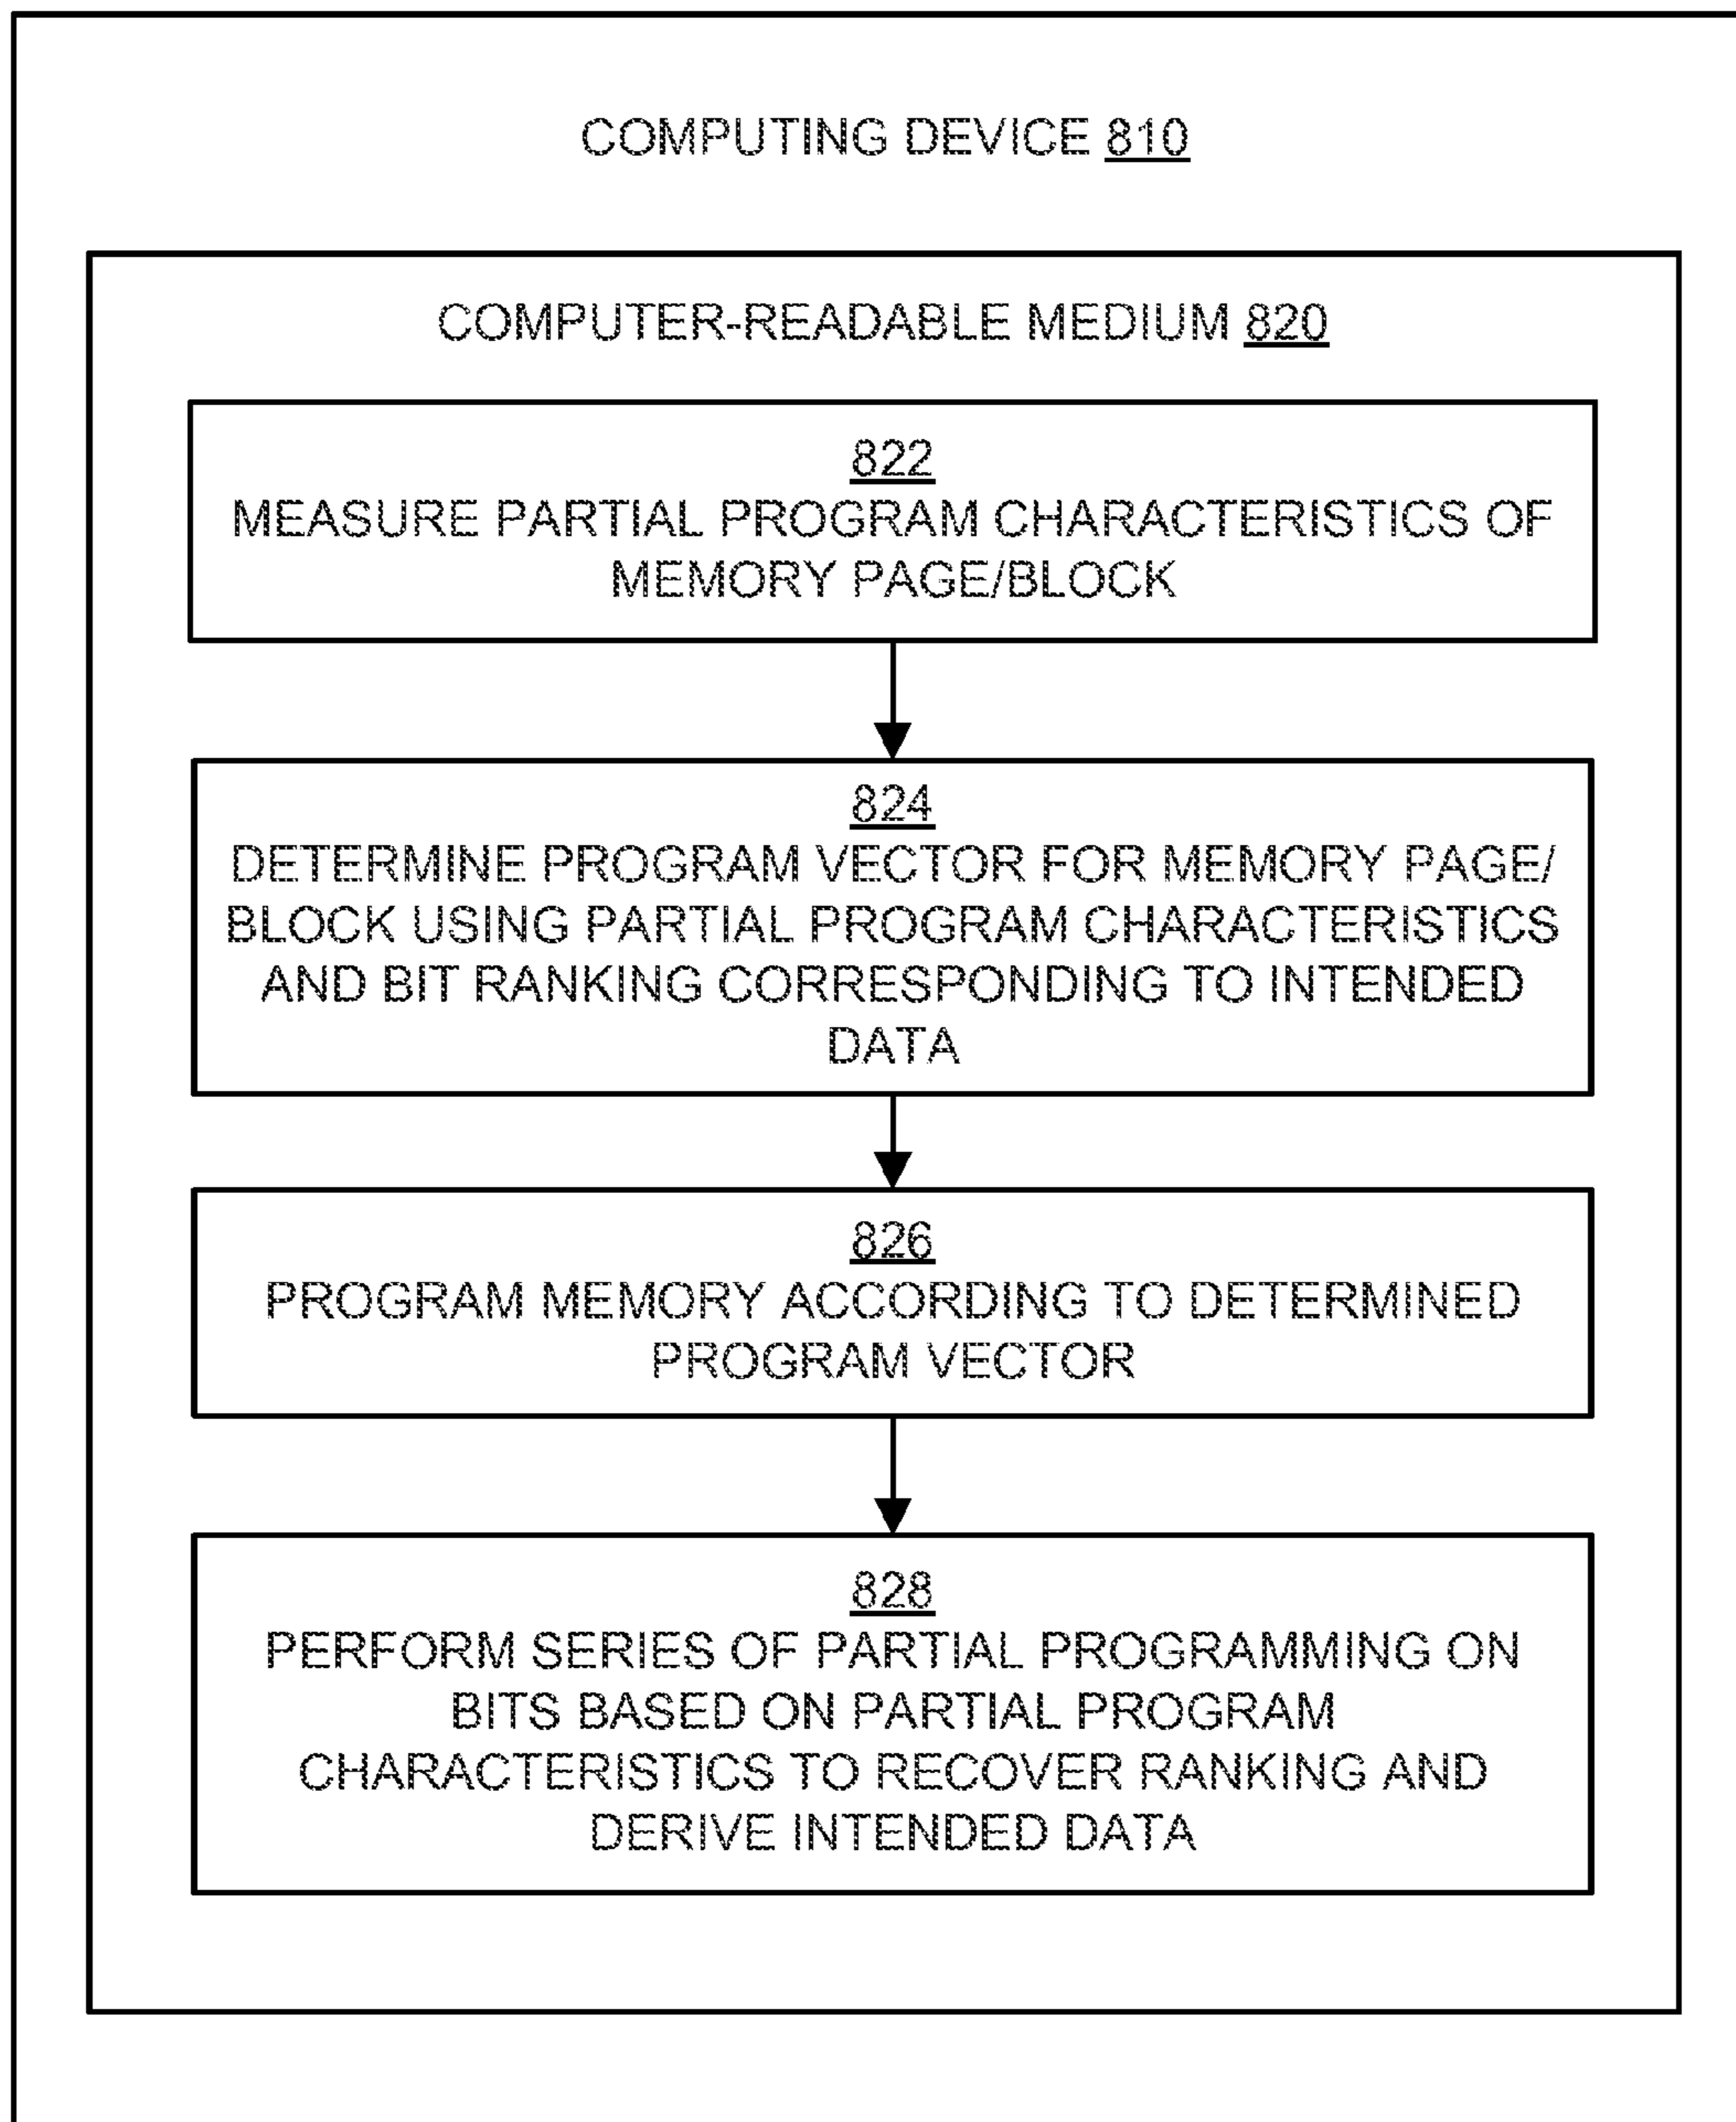 COMPUTING DEVICE 810
COMPUTER-READABLE MEDIUM 820
822
MEASURE PARTIAL PROGRAM CHARACTERISTICS OF
MEMORY PAGE/BLOCK
824
DETERMINE PROGRAM VECTOR FOR MEMORY PAGE/
BLOCK USING PARTIAL PROGRAM CHARACTERISTICS
AND BIT RANKING CORRESPONDING TO INTENDED
DATA
826
PROGRAM MEMORY ACCORDING TO DETERMINED
PROGRAM VECTOR
828
PERFORM SERIES OF PARTIAL PROGRAMMING ON
BITS BASED ON PARTIAL PROGRAM
CHARACTERISTICS TO RECOVER RANKING AND
DERIVE INTENDED DATA